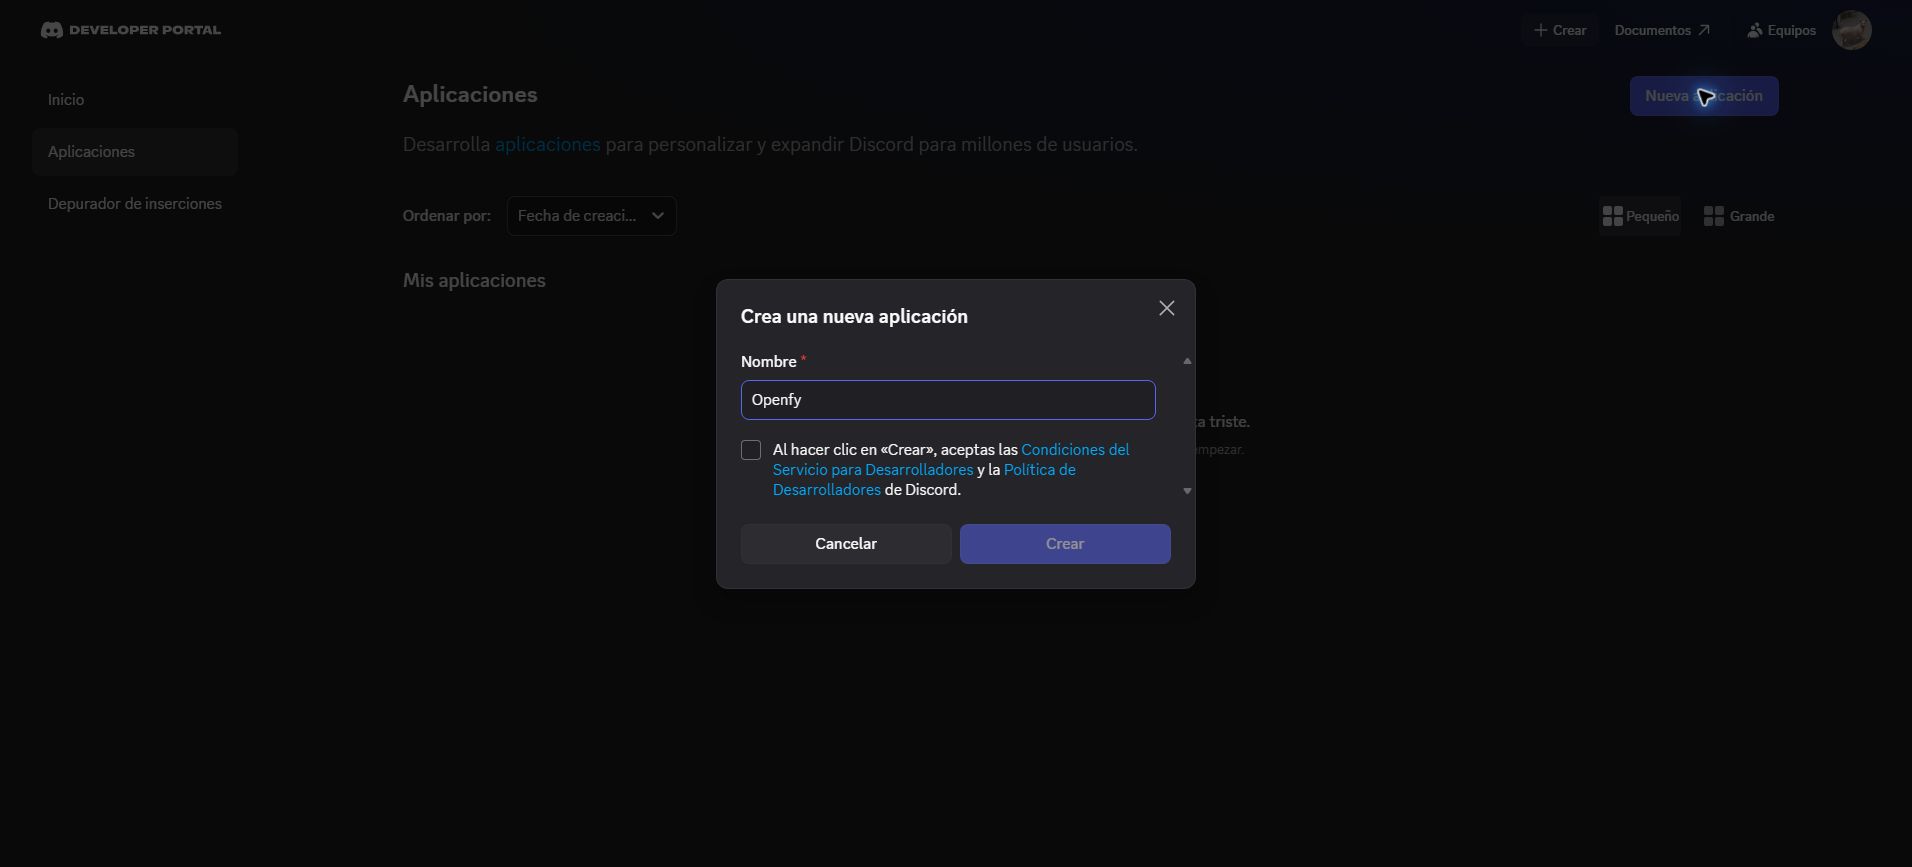 DEVELOPER PORTAL
Crear
Documentos
Equipos
Inicio
Aplicaciones
Depurador de inserciones
Aplicaciones
Nueva
Desarrolla aplicaciones para personalizar y expandir Discord para millones de usuarios.
Ordenar por:
Fecha de creaci...
Pequeño
Grande
Mis aplicaciones
triste.
Crea una nueva aplicación
Nombre *
Openfy
Al hacer clic en «Crear», aceptas las Condiciones del
Servicio para Desarrolladores y la Política de
Desarrolladores de Discord.
Cancelar
Crear